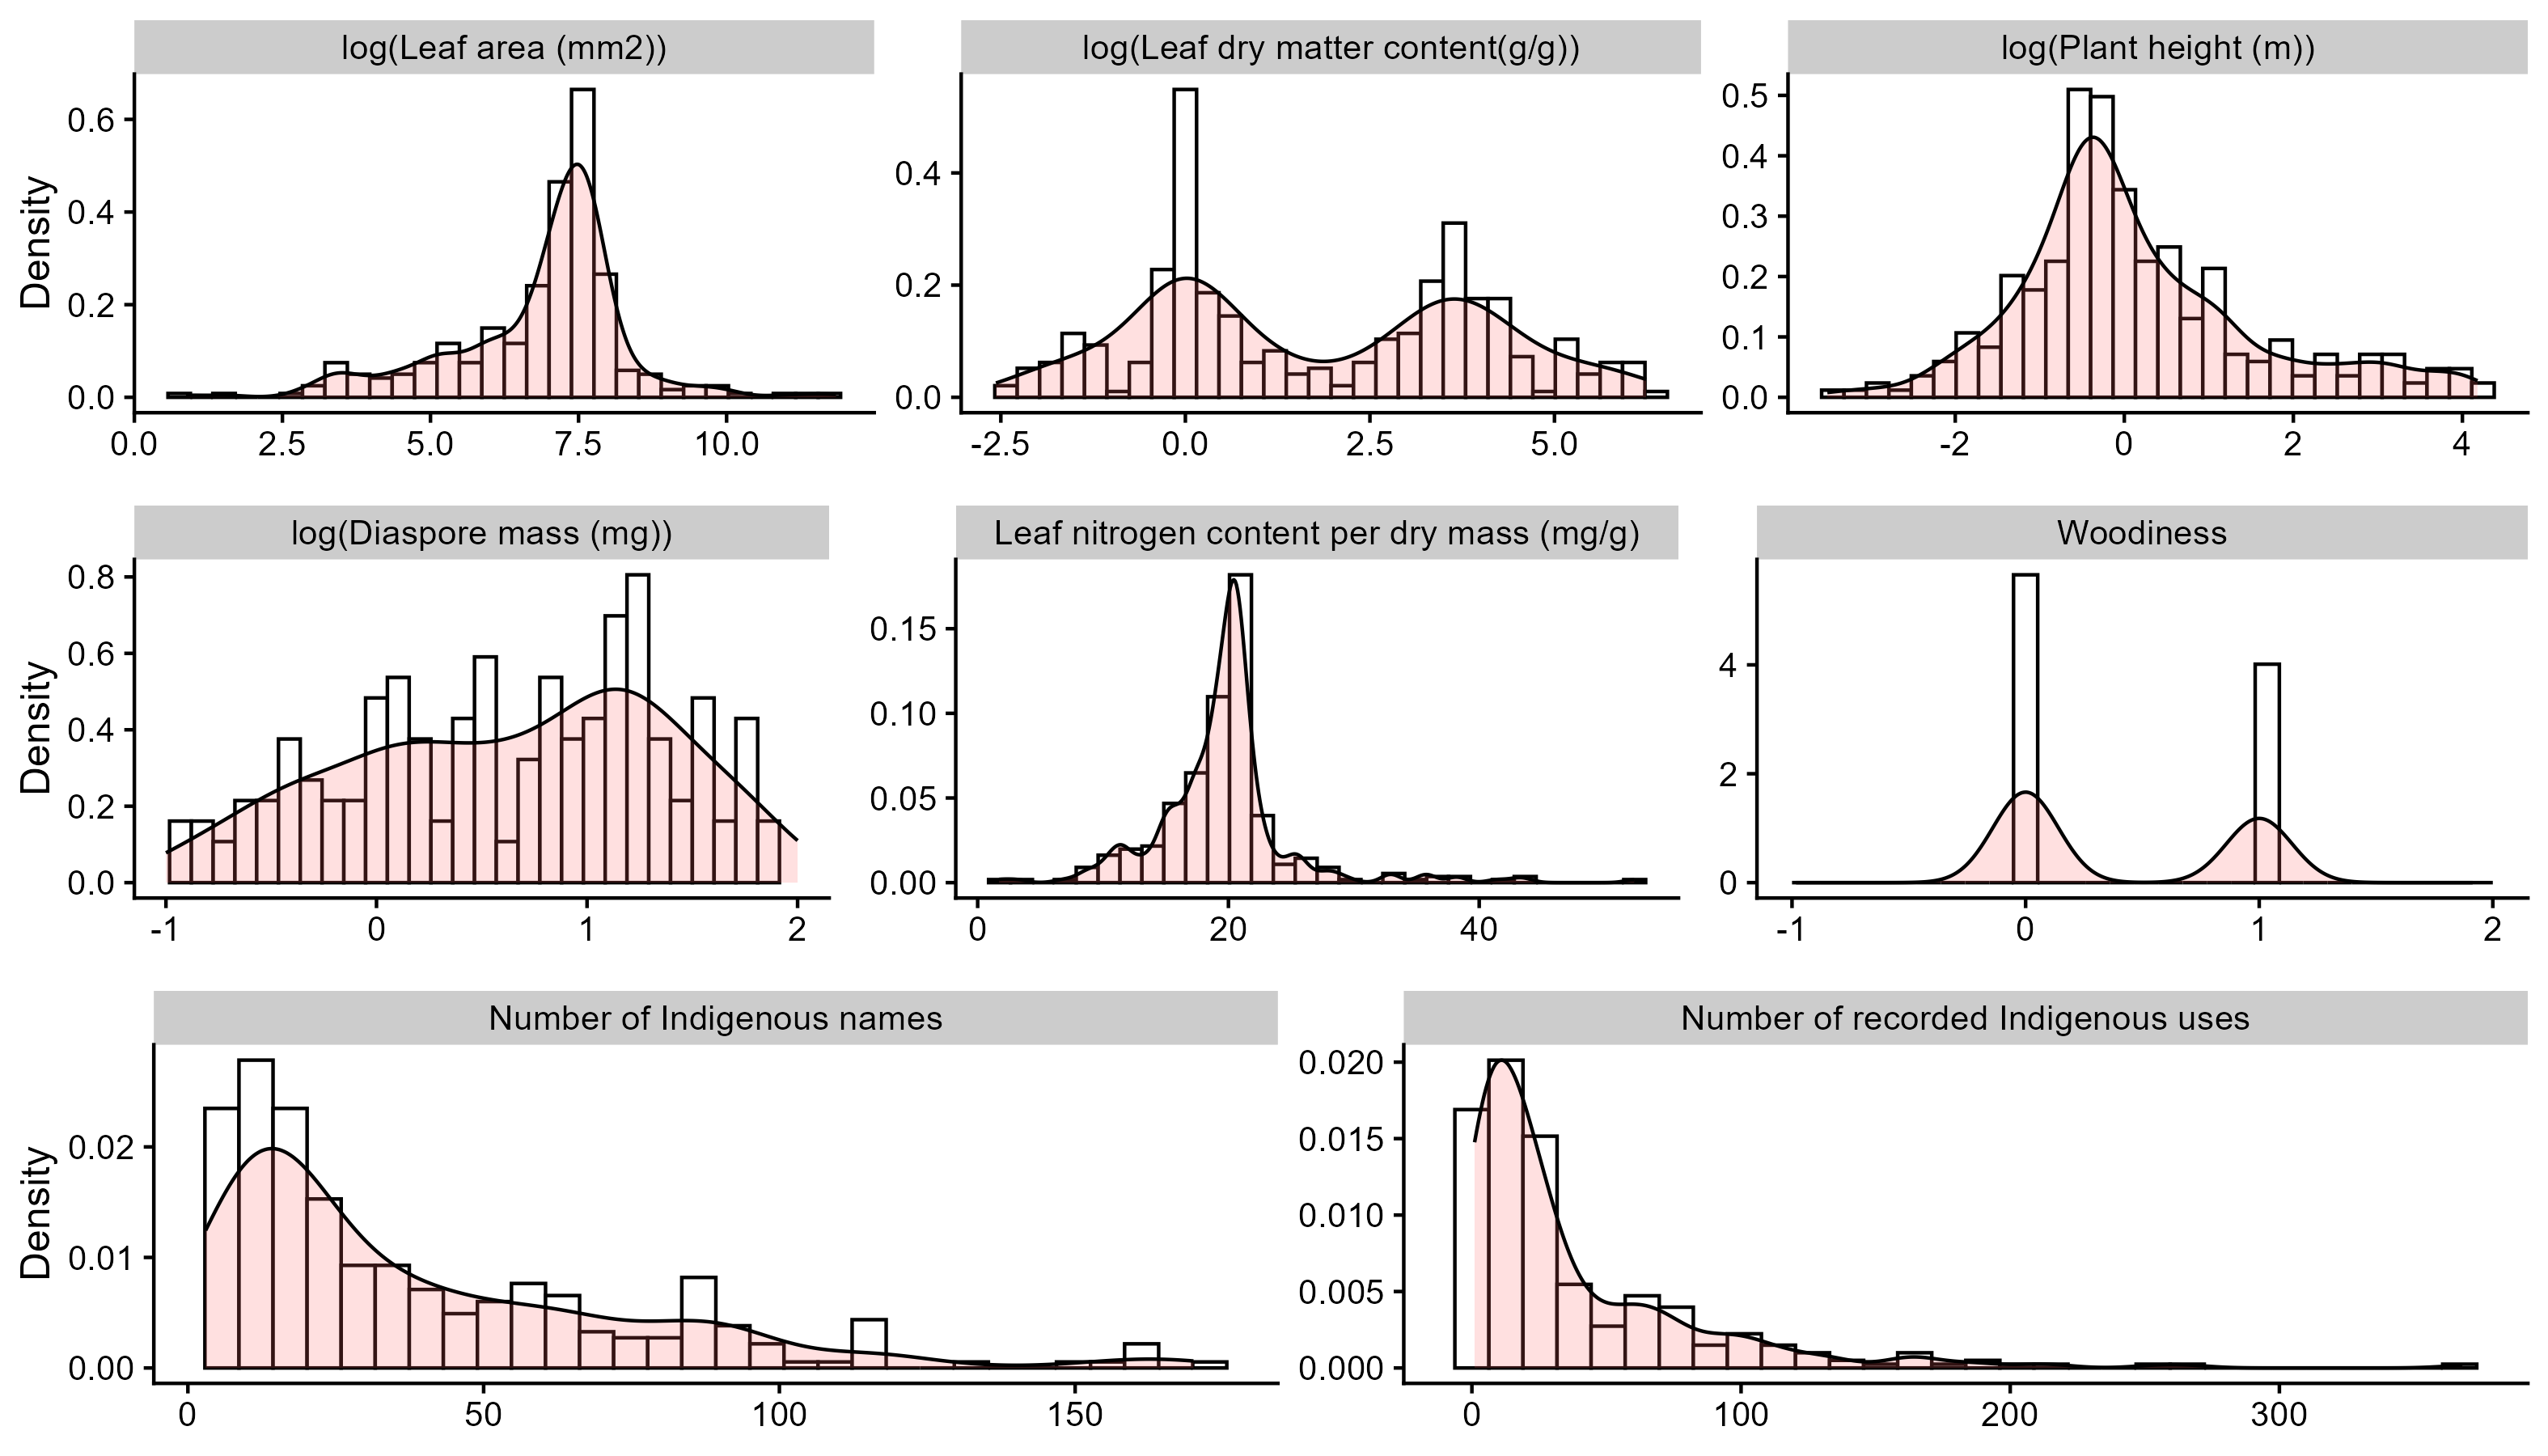 log(Leaf area (mm2))
log(Leaf dry matter content(g/g))
log(Plant height (m))
Density
0.6
0.4
0.2
0.0
0.0 2.5 5.0 7.5 10.0
0.4
0.2
0.0
-2.5 0.0 2.5 5.0
0.5
0.4
0.3
0.2
0.1
0.0
-2 0 2 4
log(Diaspore mass (mg))
Leaf nitrogen content per dry mass (mg/g)
Woodiness
Density
0.8
0.6
0.4
0.2
0.0
-1 0 1 2
0.15
0.10
0.05
0.00
0 20 40
4
2
0
-1 0 1 2
Number of Indigenous names
Number of recorded Indigenous uses
Density
0.02
0.01
0.00
0 50 100 150
0.020
0.015
0.010
0.005
0.000
0 100 200 300